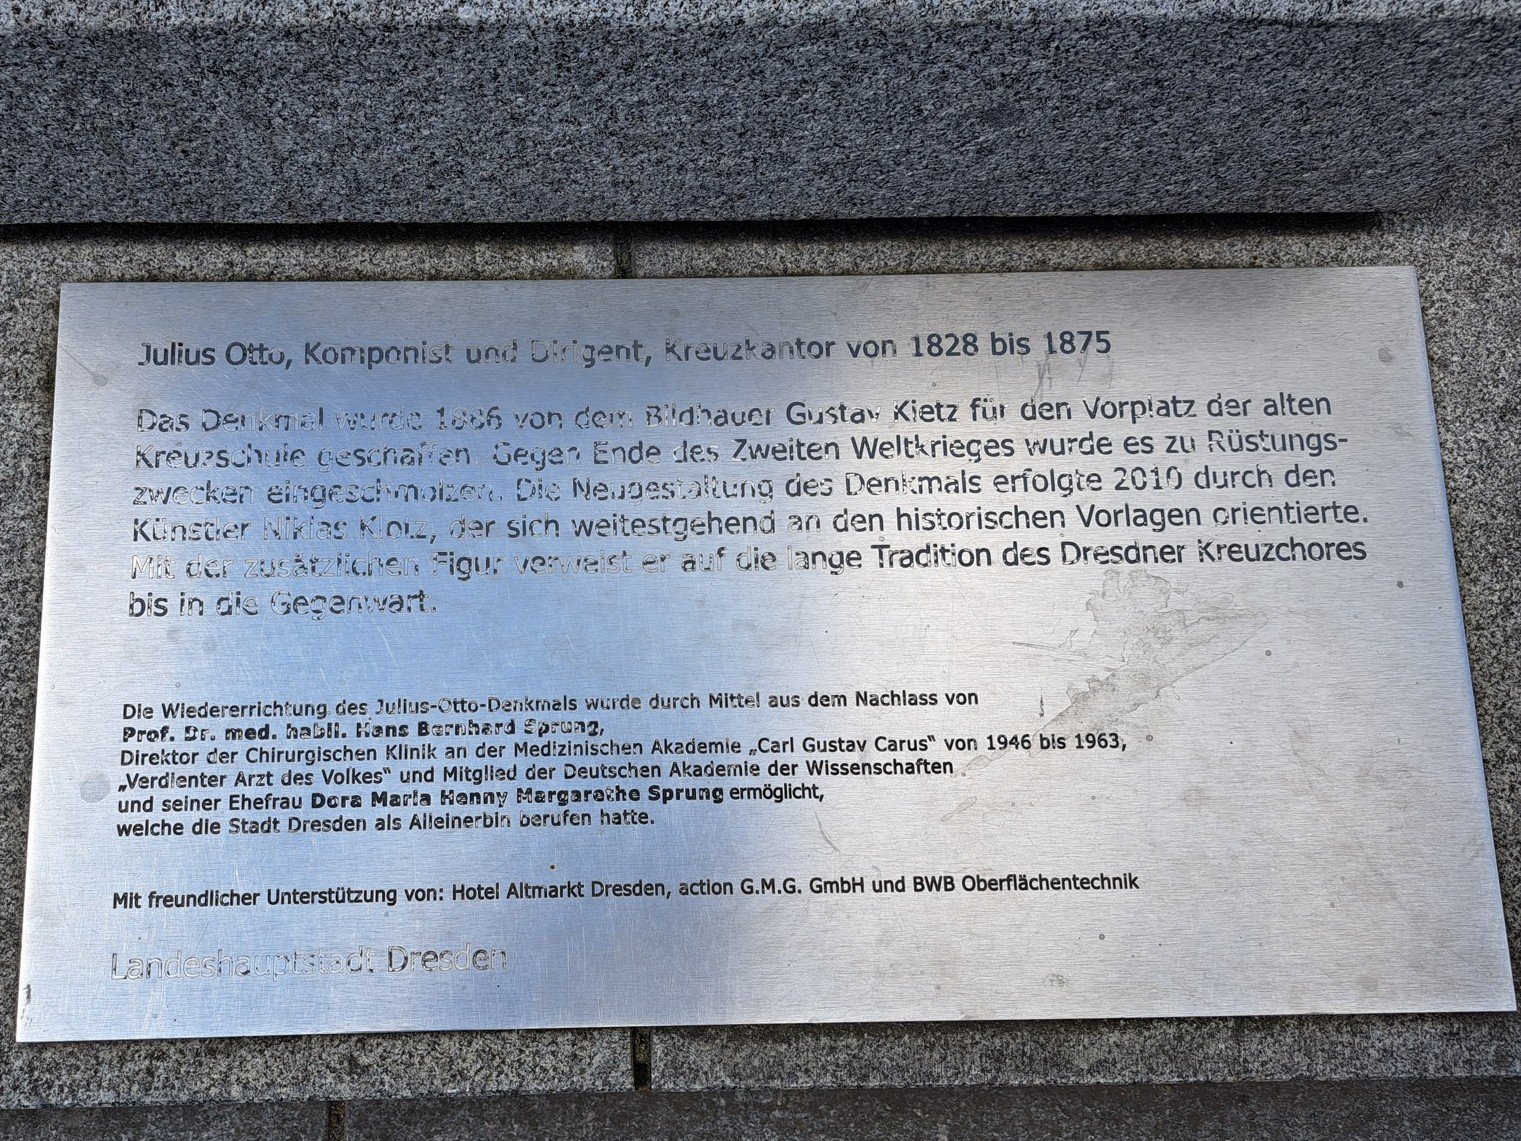 Julius Otto, Komponist und Dirigent, Kreuzkantor von 1828 bis 1875
Das Denkmal wurde 1886 von dem Bildhauer Gustav Kietz für den Vorplatz der alten
Kreuzschule geschaffen. Gegen Ende des Zweiten Weltkrieges wurde es zu Rüstungs-
zwecken eingeschmolzen. Die Neugestaltung des Denkmals erfolgte 2010 durch den
Künstler Niklas Klotz, der sich weitestgehend an den historischen Vorlagen orientierte.
Mit der zusätzlichen Figur verweist er auf die lange Tradition des Dresdner Kreuzchores
bis in die Gegenwart.
Die Wiedererrichtung des Julius-Otto-Denkmals wurde durch Mittel aus dem Nachlass von
Prof. Dr. med. habil. Hans Bernhard Sprung,
Direktor der Chirurgischen Klinik an der Medizinischen Akademie „Carl Gustav Carus“ von 1946 bis 1963,
„Verdienter Arzt des Volkes“ und Mitglied der Deutschen Akademie der Wissenschaften
und seiner Ehefrau Dora Maria Henny Margarethe Sprung ermöglicht,
welche die Stadt Dresden als Alleinerbin berufen hatte.
Mit freundlicher Unterstützung von: Hotel Altmarkt Dresden, action G.M.G. GmbH und BWB Oberflächentechnik
Landeshauptstadt Dresden